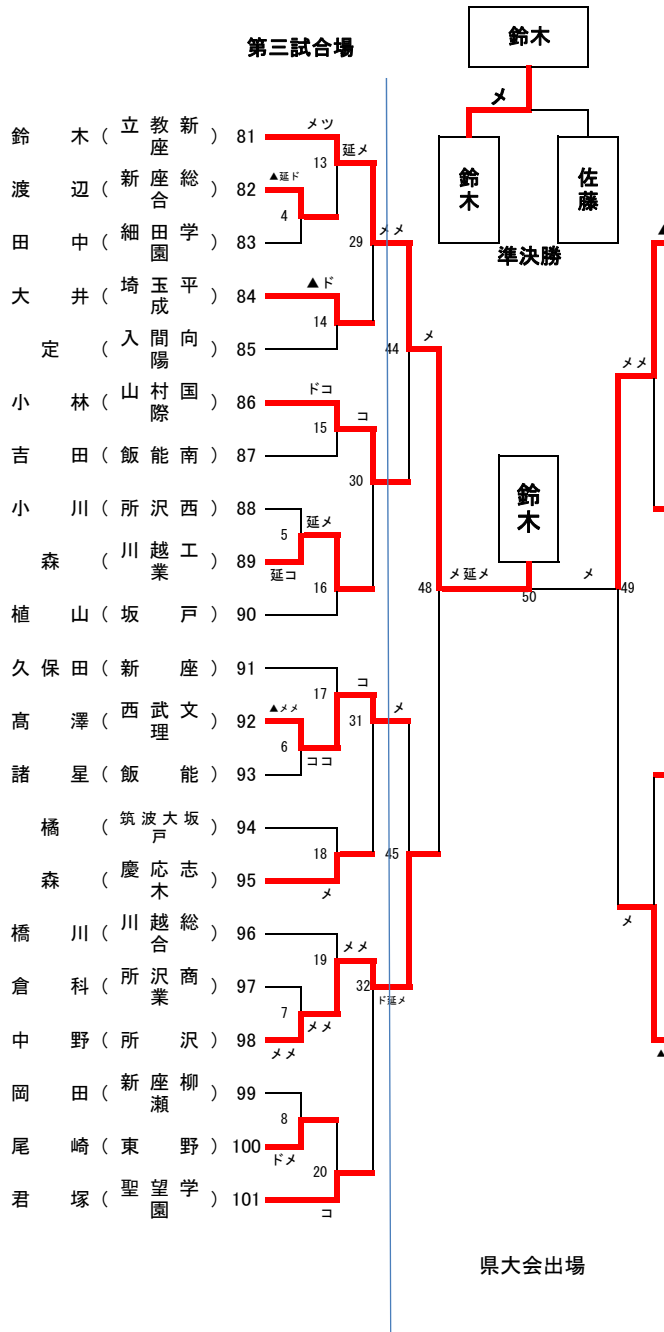 第三試合場
鈴木
メ
鈴木
佐藤
準決勝
鈴木（立教新座）81
渡辺（新座総合）82
田中（細田学園）83
大井（埼玉平成）84
定（入間向陽）85
小林（山村国際）86
吉田（飯能南）87
小川（所沢西）88
森（川越工業）89
植山（坂戸）90
久保田（新座）91
髙澤（西武文理）92
諸星（飯能）93
橘（筑波大坂戸）94
森（慶応志木）95
橋川（川越総合）96
倉科（所沢商業）97
中野（所沢）98
岡田（新座柳瀬）99
尾崎（東野）100
君塚（聖望学園）101
メツ
13
延メ
▲延ド
4
29
メメ
▲ド
14
44
メ
ドコ
15
コ
30
5
延メ
延コ
16
17
コ
▲メメ
31
メ
6
ココ
18
45
メ
19
メメ
32
ド延メ
7
メメ
メメ
8
ドメ
20
コ
48
メ延メ
鈴木
50
メ
49
メメ
メ
▲
▲
県大会出場